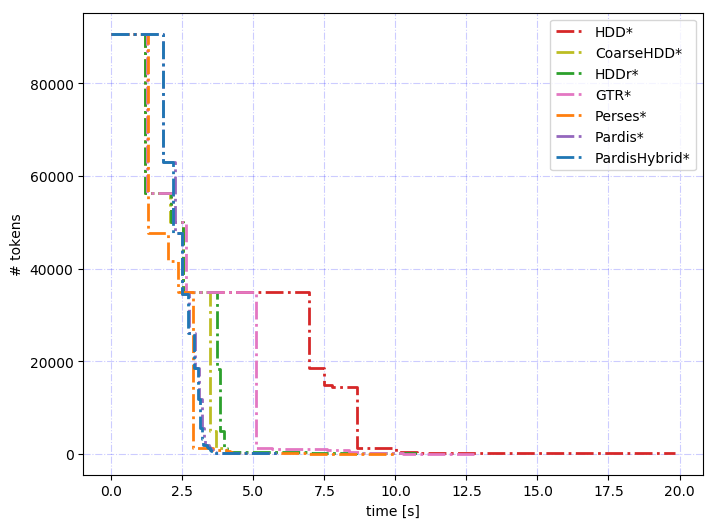 HDD*
CoarseHDD*
HDDr*
GTR*
Perses*
Pardis*
PardisHybrid*
# tokens
80000
60000
40000
20000
0
0.0 2.5 5.0 7.5 10.0 12.5 15.0 17.5 20.0
time [s]